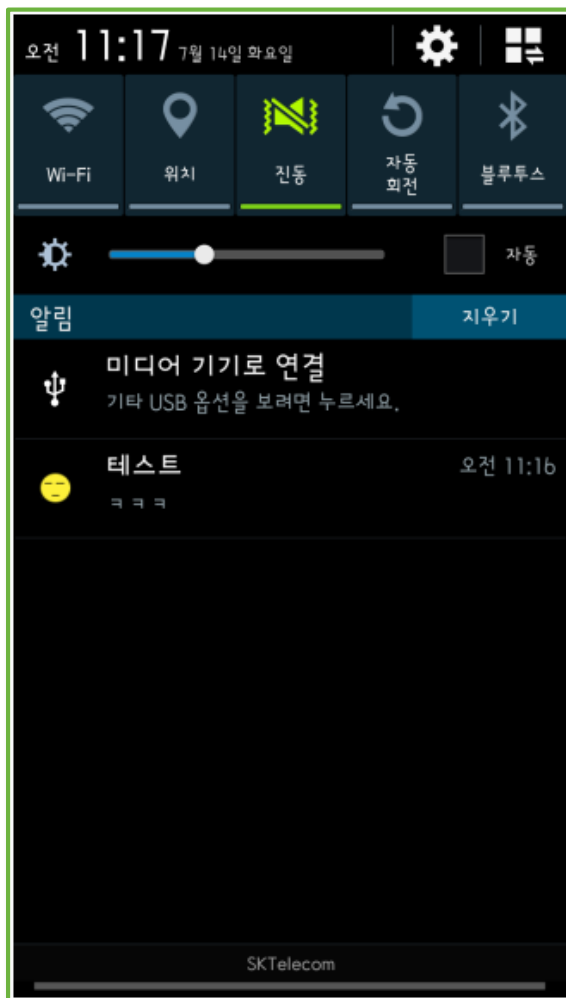 오전 11:17 7월 14일 화요일
Wi-Fi
위치
진동
자동
회전
블루투스
자동
알림
지우기
미디어 기기로 연결
기타 USB 옵션을 보려면 누르세요.
테스트
오전 11:16
ㅋㅋㅋ
SKTelecom